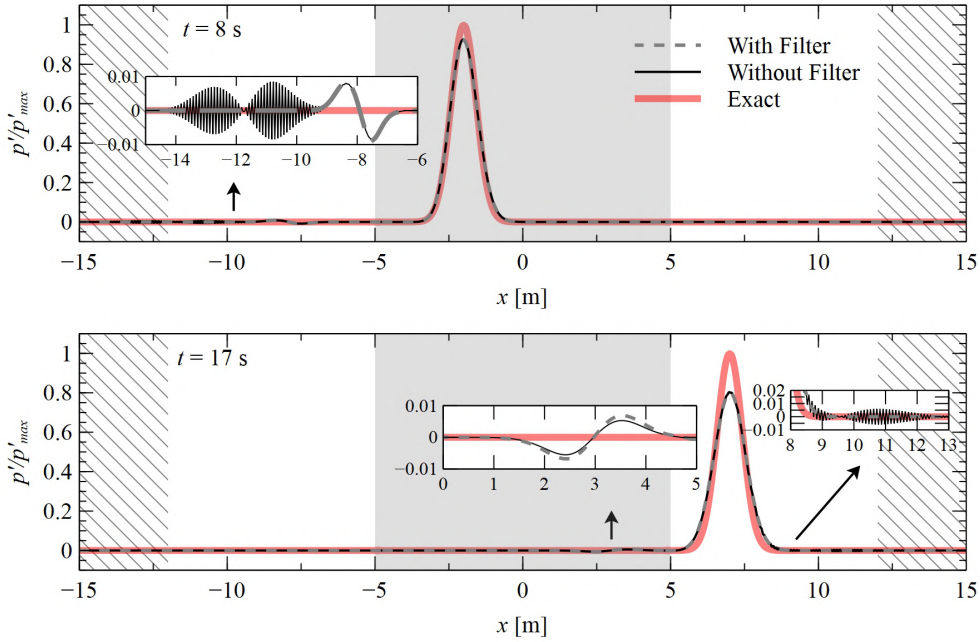 t = 8 s
p'/p'max
1
0.8
0.6
0.4
0.2
0
With Filter
Without Filter
Exact
0.01
0
−0.01
−14 −12 −10 −8 −6
−15 −10 −5 0 5 10 15
x [m]
t = 17 s
p'/p'max
1
0.8
0.6
0.4
0.2
0
0.01
0
−0.01
0 1 2 3 4 5
0.02
0.01
0
−0.01
8 9 10 11 12 13
−15 −10 −5 0 5 10 15
x [m]